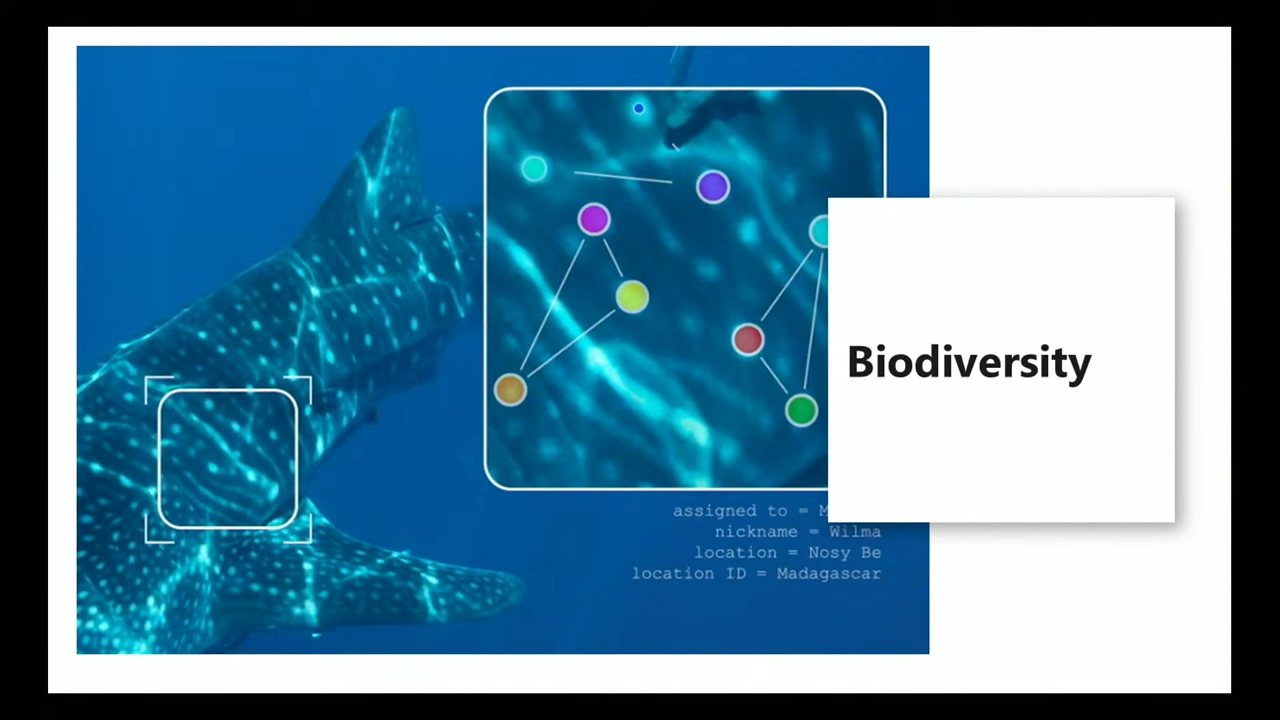 Biodiversity
assigned to = M
nickname = Wilma
location = Nosy Be
location ID = Madagascar